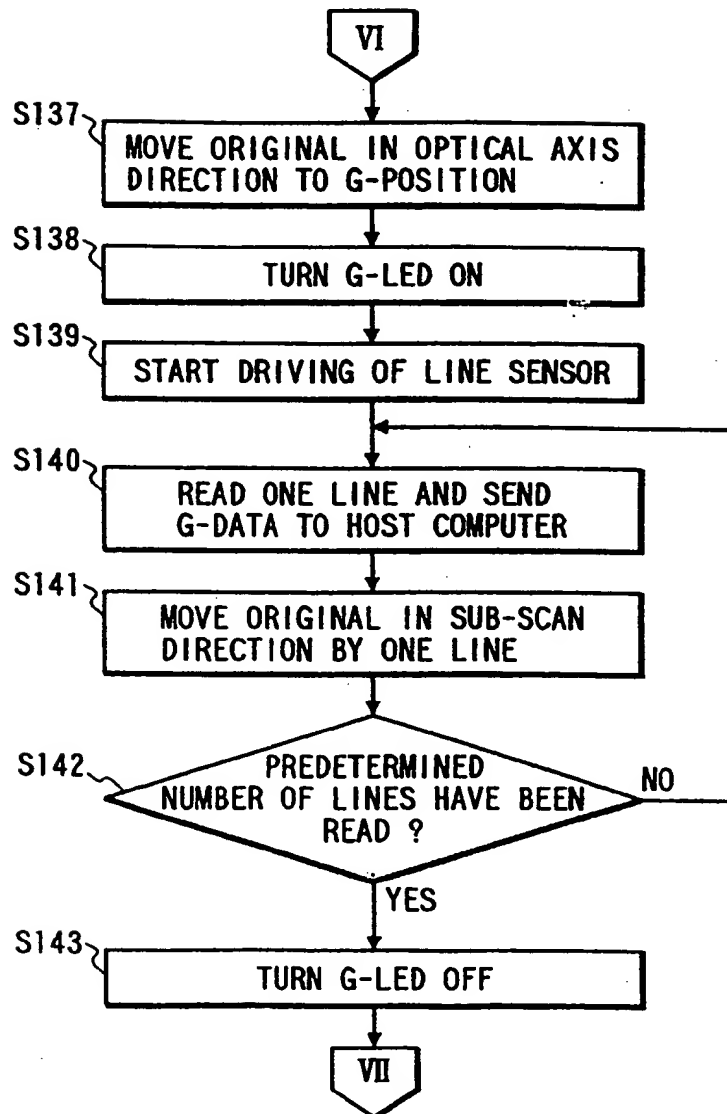 VI
S137
MOVE ORIGINAL IN OPTICAL AXIS
DIRECTION TO G-POSITION
S138
TURN G-LED ON
S139
START DRIVING OF LINE SENSOR
S140
READ ONE LINE AND SEND
G-DATA TO HOST COMPUTER
S141
MOVE ORIGINAL IN SUB-SCAN
DIRECTION BY ONE LINE
S142
PREDETERMINED
NUMBER OF LINES HAVE BEEN
READ ?
NO
YES
S143
TURN G-LED OFF
VII